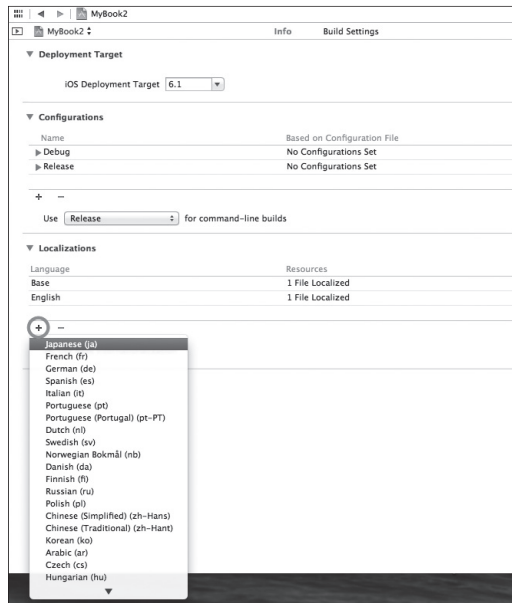 MyBook2
MyBook2 Info Build Settings
Deployment Target
iOS Deployment Target 6.1
Configurations
Name Based on Configuration File
Debug No Configurations Set
Release No Configurations Set
+ −
Use Release for command-line builds
Localizations
Language Resources
Base 1 File Localized
English 1 File Localized
+ −
Japanese (ja)
French (fr)
German (de)
Spanish (es)
Italian (it)
Portuguese (pt)
Portuguese (Portugal) (pt-PT)
Dutch (nl)
Swedish (sv)
Norwegian Bokmål (nb)
Danish (da)
Finnish (fi)
Russian (ru)
Polish (pl)
Chinese (Simplified) (zh-Hans)
Chinese (Traditional) (zh-Hant)
Korean (ko)
Arabic (ar)
Czech (cs)
Hungarian (hu)